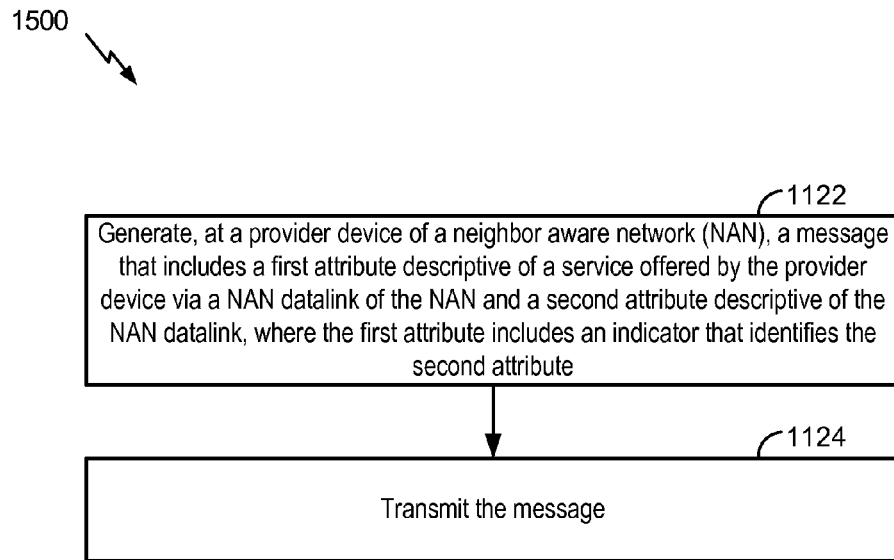 1500
1122
Generate, at a provider device of a neighbor aware network (NAN), a message
that includes a first attribute descriptive of a service offered by the provider
device via a NAN datalink of the NAN and a second attribute descriptive of the
NAN datalink, where the first attribute includes an indicator that identifies the
second attribute
1124
Transmit the message